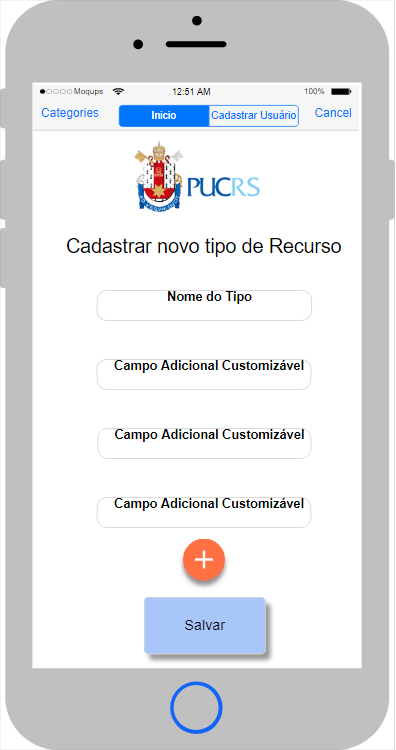 Moqups 12:51 AM 100%
Categories Inicio Cadastrar Usuário Cancel
PUCRS
Cadastrar novo tipo de Recurso
Nome do Tipo
Campo Adicional Customizável
Campo Adicional Customizável
Campo Adicional Customizável
+
Salvar